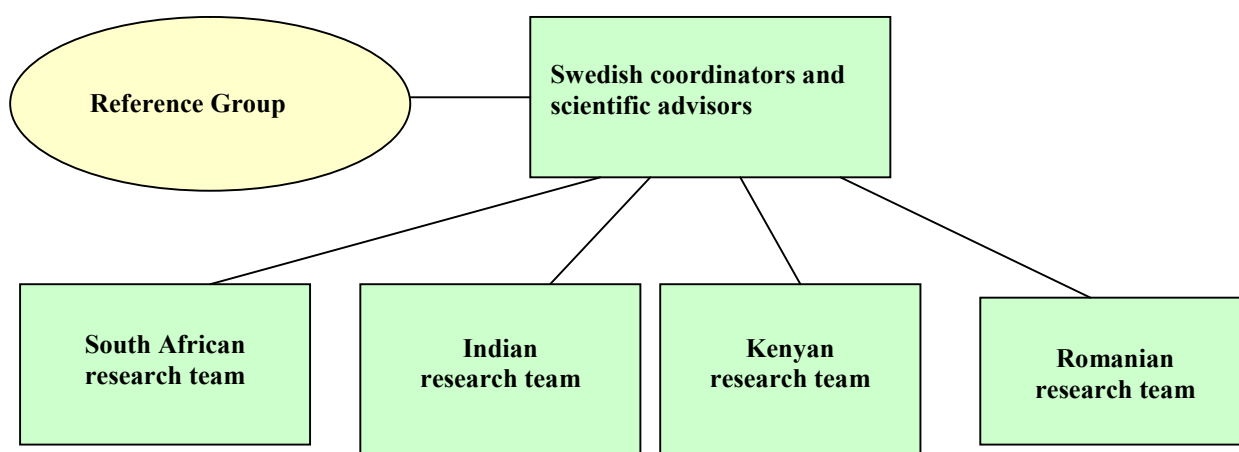 Swedish coordinators and
scientific advisors
Reference Group
South African
research team
Indian
research team
Kenyan
research team
Romanian
research team